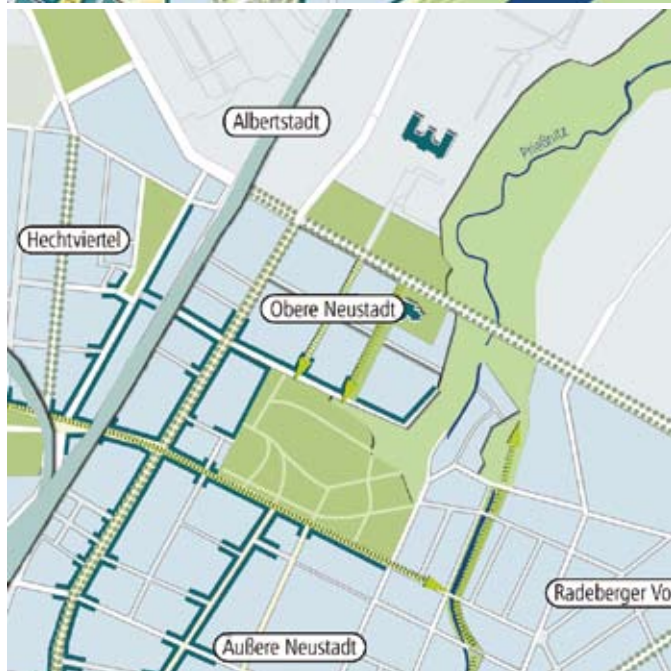 Albertstadt
Prießnitz
Hechtviertel
Obere Neustadt
Radeberger Vo
Äußere Neustadt